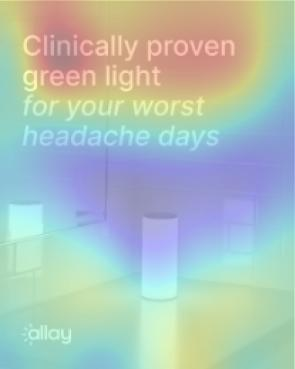 Clinically proven
green light
for your worst
headache days
allay